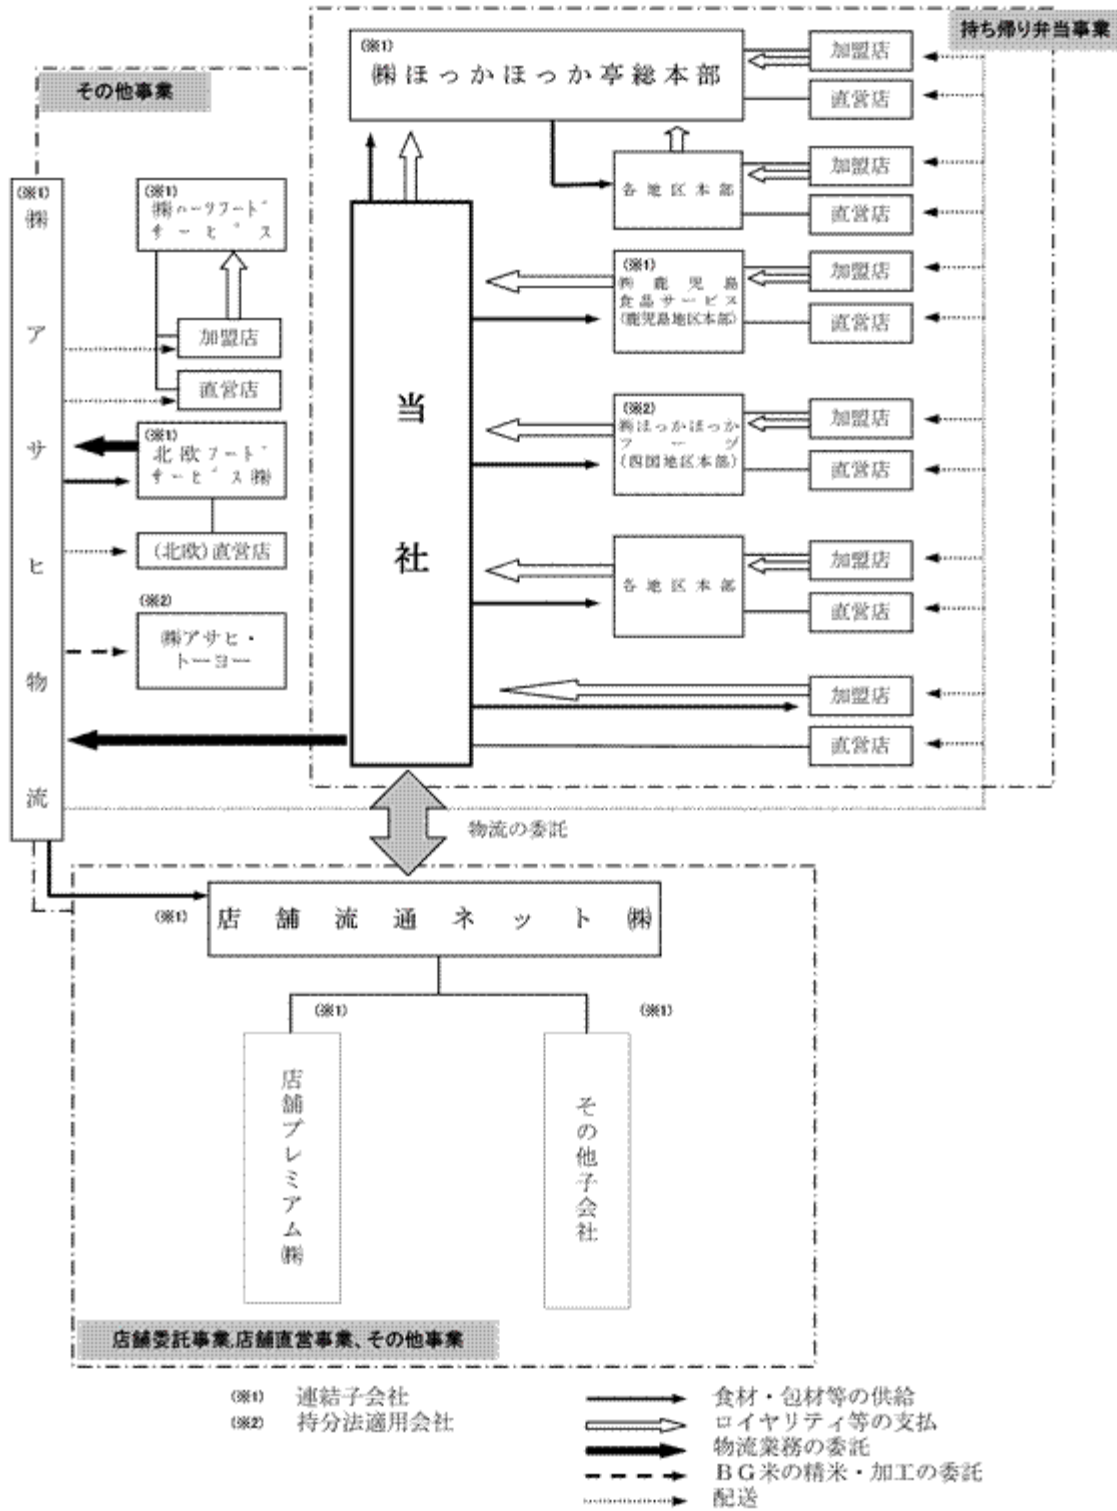 持ち帰り弁当事業
(※1)
㈱ほっかほっか亭総本部
加盟店
直営店
その他事業
各地区本部
加盟店
直営店
(※1)
㈱アサヒ物流
(※1)
㈱ハーツフード
サービス
加盟店
直営店
(※1)
北欧フード
サービス㈱
(北欧)直営店
(※2)
㈱アサヒ・
トーヨー
当社
(※1)
㈱鹿児島
食品サービス
(鹿児島地区本部)
加盟店
直営店
(※2)
㈱ほっかほっか
フーヅ
(四国地区本部)
加盟店
直営店
各地区本部
加盟店
直営店
加盟店
直営店
物流の委託
(※1)
店舗流通ネット㈱
(※1)
店舗プレミアム㈱
(※1)
その他子会社
店舗委託事業,店舗直営事業、その他事業
(※1) 連結子会社
(※2) 持分法適用会社
食材・包材等の供給
ロイヤリティ等の支払
物流業務の委託
BG米の精米・加工の委託
配送